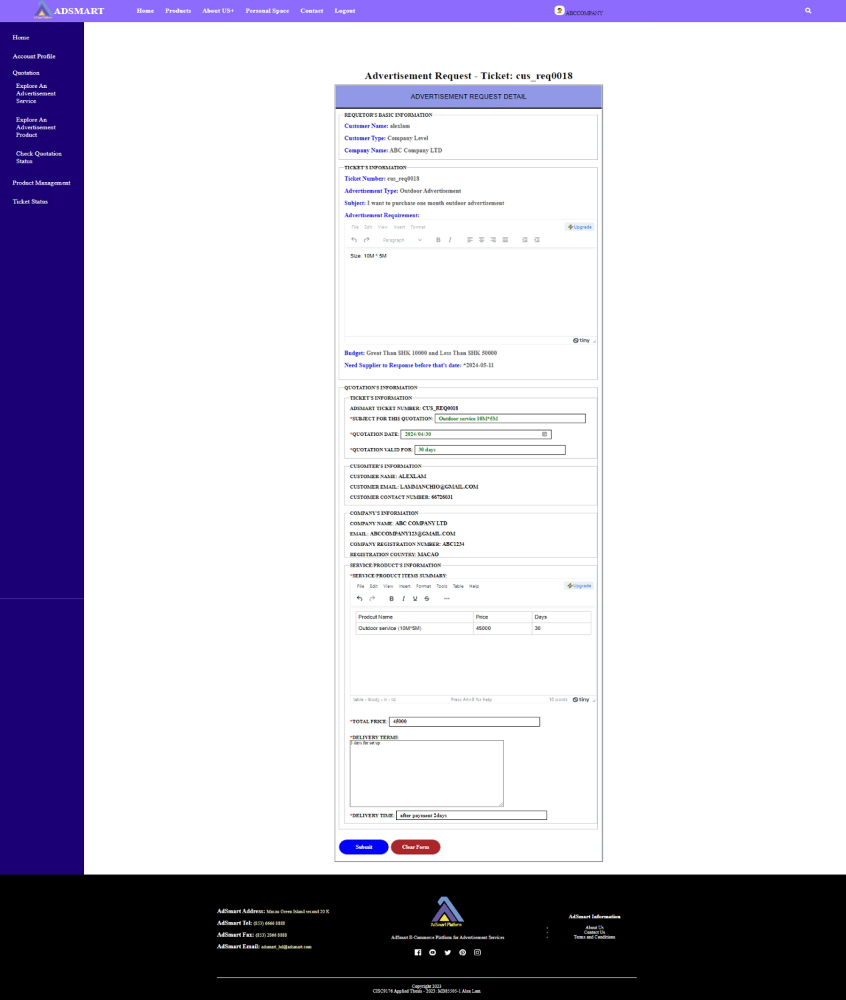 ADSMART
Home Products About US+ Personal Space Contact Logout
ABCCOMPANY
Home
Account Profile
Quotation
Explore An
Advertisement
Service
Explore An
Advertisement
Product
Check Quotation
Status
Product Management
Ticket Status
Advertisement Request - Ticket: cus_req0018
ADVERTISEMENT REQUEST DETAIL
REQUETOR'S BASIC INFORMATION
Customer Name: alexlam
Customer Type: Company Level
Company Name: ABC Company LTD
TICKET'S INFORMATION
Ticket Number: cus_req0018
Advertisement Type: Outdoor Advertisement
Subject: I want to purchase one month outdoor advertisement
Advertisement Requirement:
File Edit View Insert Format
Upgrade
Paragraph B I
Size: 10M * 5M
tiny
Budget: Great Than $HK 10000 and Less Than $HK 50000
Need Supplier to Response before that's date: *2024-05-11
QUOTATION'S INFORMATION
TICKET'S INFORMATION
ADSMART TICKET NUMBER: CUS_REQ0018
*SUBJECT FOR THIS QUOTATION: Outdoor service 10M*5M
*QUOTATION DATE: 2024/04/30
*QUOTATION VALID FOR: 30 days
CUSOMTER'S INFORMATION
CUSTOMER NAME: ALEXLAM
CUSTOMER EMAIL: LAMMANCHIO@GMAIL.COM
CUSTOMER CONTACT NUMBER: 66726031
COMPANY'S INFORMATION
COMPANY NAME: ABC COMPANY LTD
EMAIL: ABCCOMPANY123@GMAIL.COM
COMPANY REGISTRATION NUMBER: ABC1234
REGISTRATION COUNTRY: MACAO
SERVICE/PRODUCT'S INFORMATION
*SERVICE/PRODUCT ITEMS SUMMARY:
File Edit View Insert Format Tools Table Help
Upgrade
B I U S ...
Prodcut Name Price Days
Outdoor service (10M*5M) 45000 30
table › tbody › tr › td Press Alt+0 for help 10 words tiny
*TOTAL PRICE: 45000
*DELIVERY TERMS:
5 days for set up
*DELIVERY TIME: after payment 2days
Submit Clear Form
AdSmart Address: Macao Green Island second 20 K
AdSmart Tel: (853) 6666 8888
AdSmart Fax: (853) 2866 8888
AdSmart Email: adsmart_hd@adsmart.com
AdSmart Platform
AdSmart E-Commerce Platform for Advertisement Services
AdSmart Information
About Us
Contact Us
Terms and Conditions
Copyright 2023
CISC9176 Applied Thesis - 2023: MB85505-1 Alex Lam